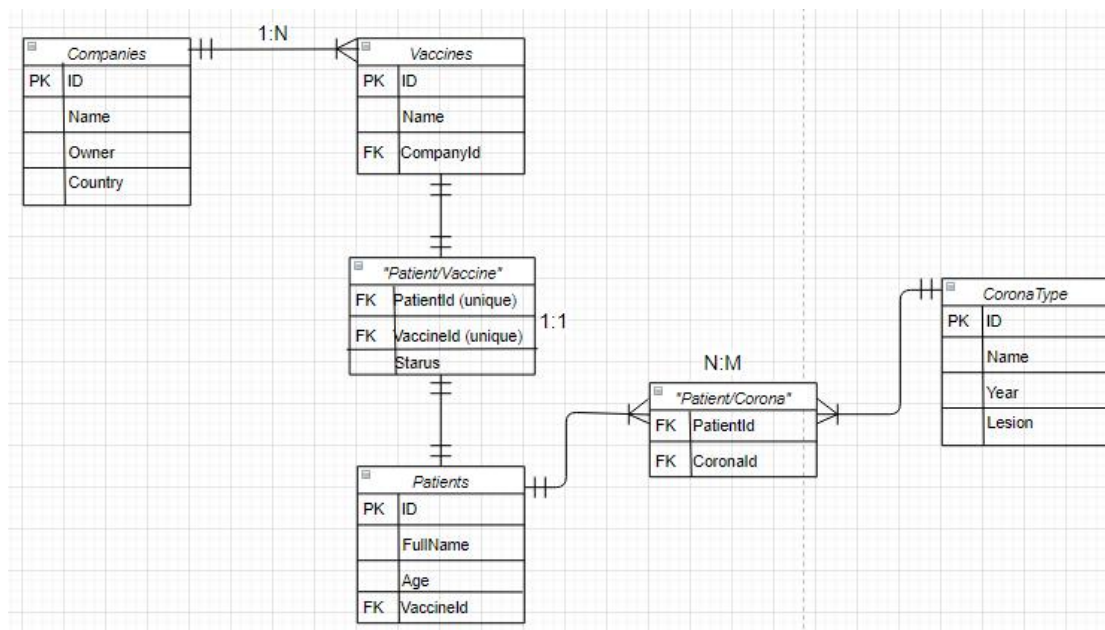 1:N
Companies
PK ID
Name
Owner
Country
Vaccines
PK ID
Name
FK CompanyId
"Patient/Vaccine"
FK PatientId (unique)
FK VaccineId (unique)
Starus
1:1
Patients
PK ID
FullName
Age
FK VaccineId
N:M
"Patient/Corona"
FK PatientId
FK CoronaId
CoronaType
PK ID
Name
Year
Lesion